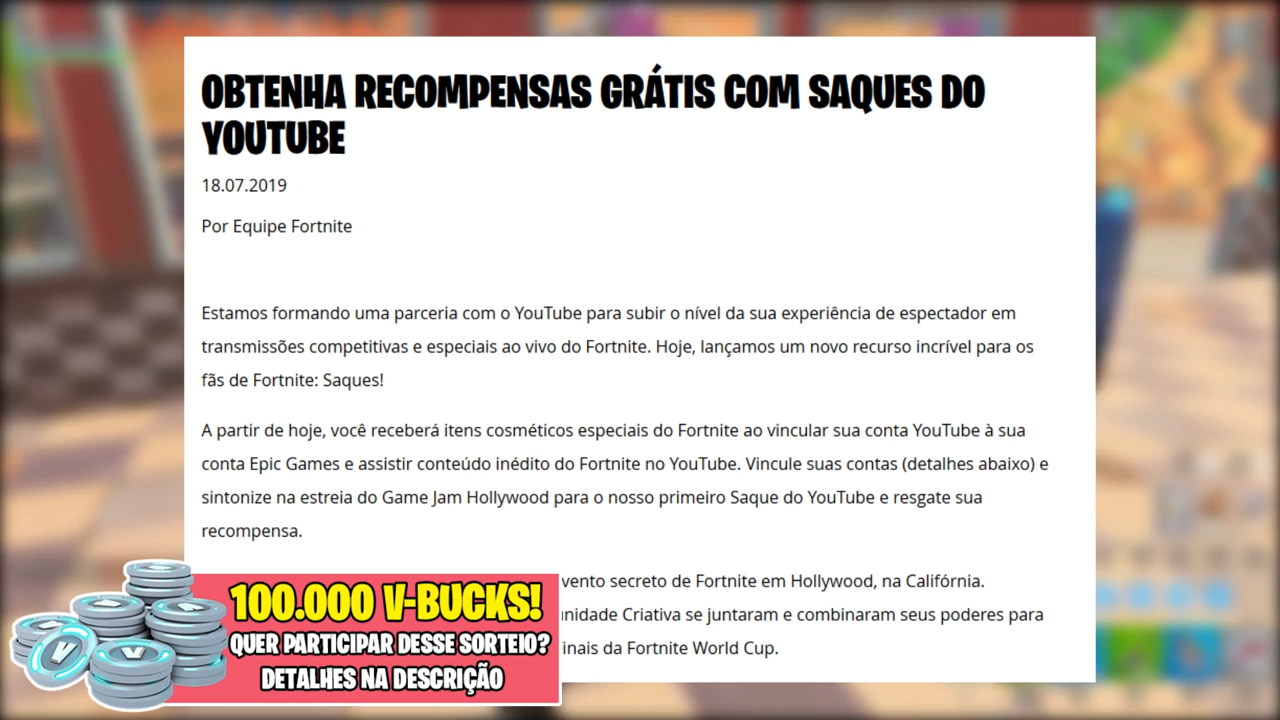 OBTENHA RECOMPENSAS GRÁTIS COM SAQUES DO
YOUTUBE
18.07.2019
Por Equipe Fortnite
Estamos formando uma parceria com o YouTube para subir o nível da sua experiência de espectador em
transmissões competitivas e especiais ao vivo do Fortnite. Hoje, lançamos um novo recurso incrível para os
fãs de Fortnite: Saques!
A partir de hoje, você receberá itens cosméticos especiais do Fortnite ao vincular sua conta YouTube à sua
conta Epic Games e assistir conteúdo inédito do Fortnite no YouTube. Vincule suas contas (detalhes abaixo) e
sintonize na estreia do Game Jam Hollywood para o nosso primeiro Saque do YouTube e resgate sua
recompensa.
vento secreto de Fortnite em Hollywood, na Califórnia.
nidade Criativa se juntaram e combinaram seus poderes para
inais da Fortnite World Cup.
100.000 V-BUCKS!
QUER PARTICIPAR DESSE SORTEIO?
DETALHES NA DESCRIÇÃO